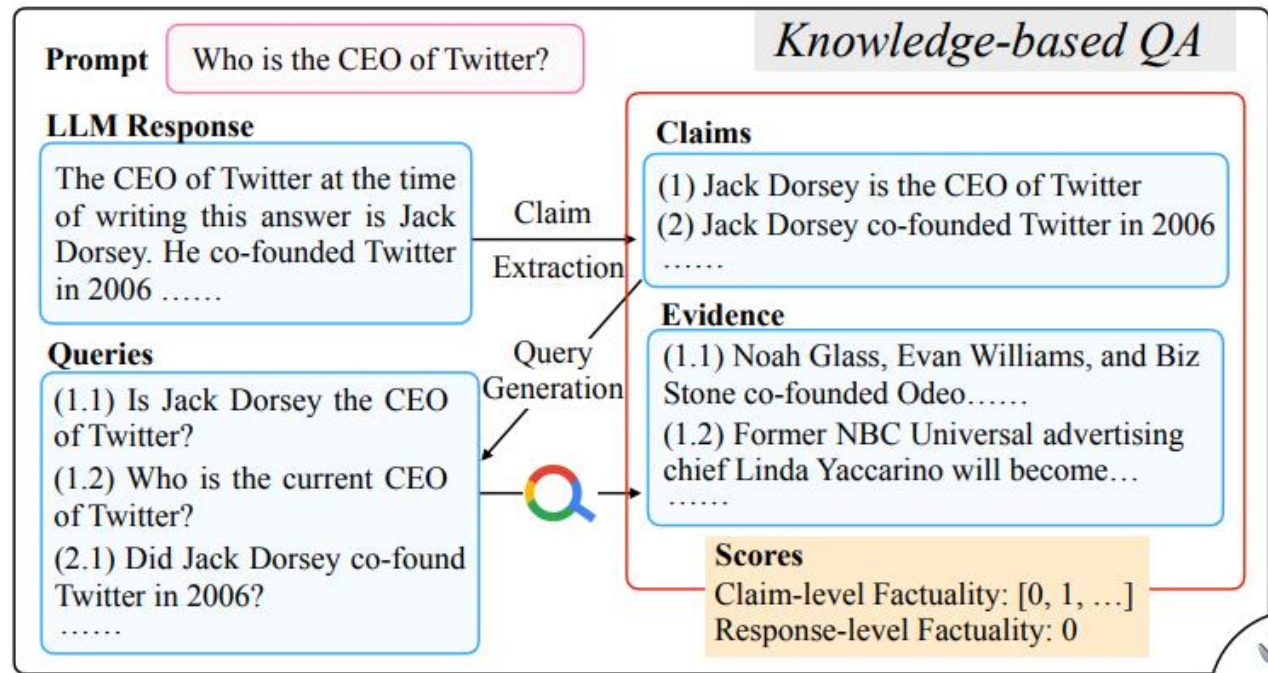 Knowledge-based QA
Prompt
Who is the CEO of Twitter?
LLM Response
The CEO of Twitter at the time
of writing this answer is Jack
Dorsey. He co-founded Twitter
in 2006 ……
Claim
Extraction
Claims
(1) Jack Dorsey is the CEO of Twitter
(2) Jack Dorsey co-founded Twitter in 2006
……
Query
Generation
Queries
(1.1) Is Jack Dorsey the CEO
of Twitter?
(1.2) Who is the current CEO
of Twitter?
(2.1) Did Jack Dorsey co-found
Twitter in 2006?
……
Evidence
(1.1) Noah Glass, Evan Williams, and Biz
Stone co-founded Odeo……
(1.2) Former NBC Universal advertising
chief Linda Yaccarino will become…
……
Scores
Claim-level Factuality: [0, 1, …]
Response-level Factuality: 0